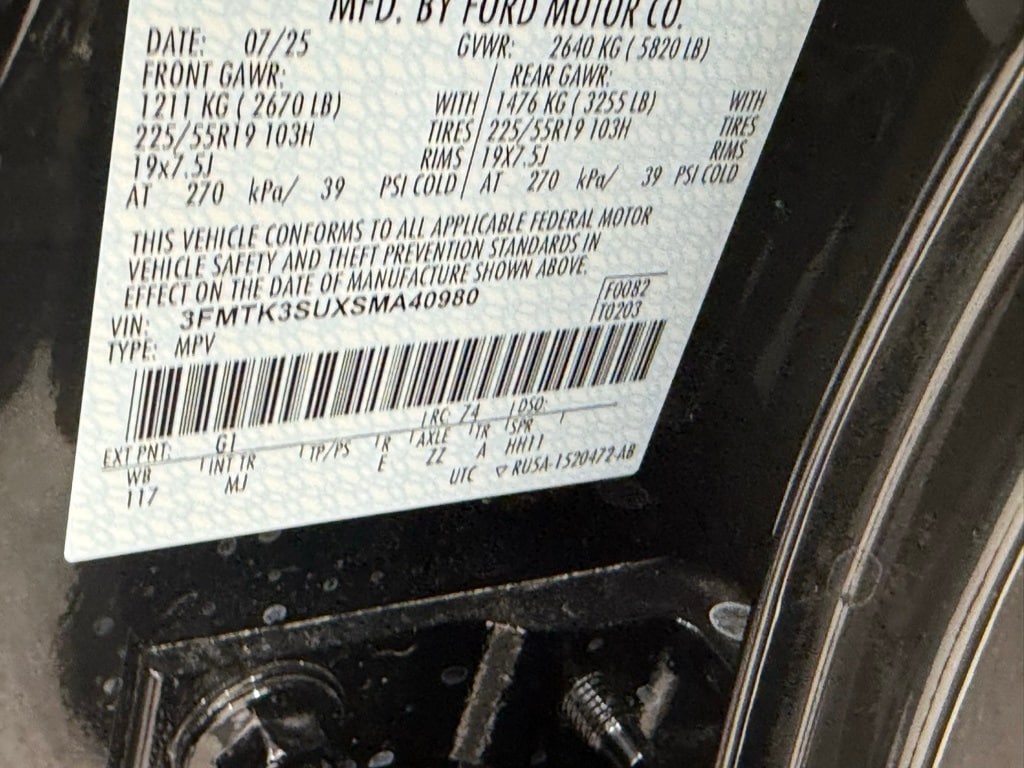 MFD. BY FORD MOTOR CO.
DATE: 07/25 GVWR: 2640 KG ( 5820 LB)
FRONT GAWR: REAR GAWR:
1211 KG ( 2670 LB) WITH 1476 KG ( 3255 LB) WITH
225/55R19 103H TIRES 225/55R19 103H TIRES
19x7.5J RIMS 19X7.5J RIMS
AT 270 kPa/ 39 PSI COLD AT 270 kPa/ 39 PSI COLD
THIS VEHICLE CONFORMS TO ALL APPLICABLE FEDERAL MOTOR
VEHICLE SAFETY AND THEFT PREVENTION STANDARDS IN
EFFECT ON THE DATE OF MANUFACTURE SHOWN ABOVE.
VIN: 3FMTK3SUXSMA40980 F0082
TYPE: MPV T0203
EXT PNT: G1 RC: 74 DSO:
WB INT TR TP/PS R AXLE TR SPR
117 MJ E ZZ A HH11
UTC ▽ RU5A-1520472-AB